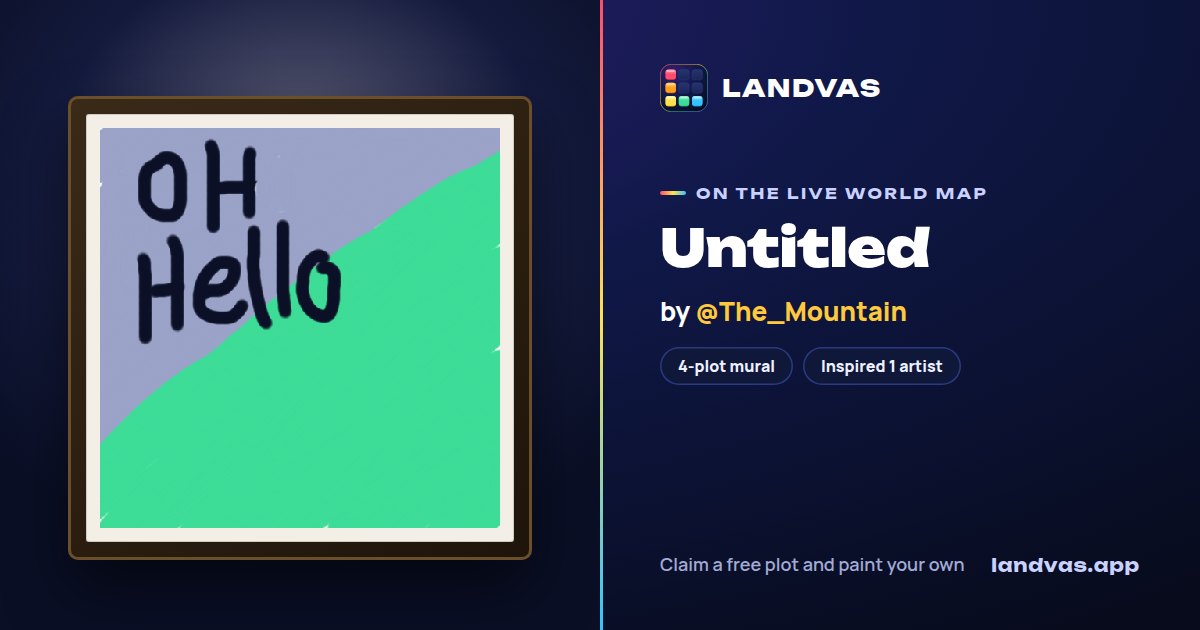 OH
Hello
LANDVAS
ON THE LIVE WORLD MAP
Untitled
by @The_Mountain
4-plot mural
Inspired 1 artist
Claim a free plot and paint your own
landvas.app